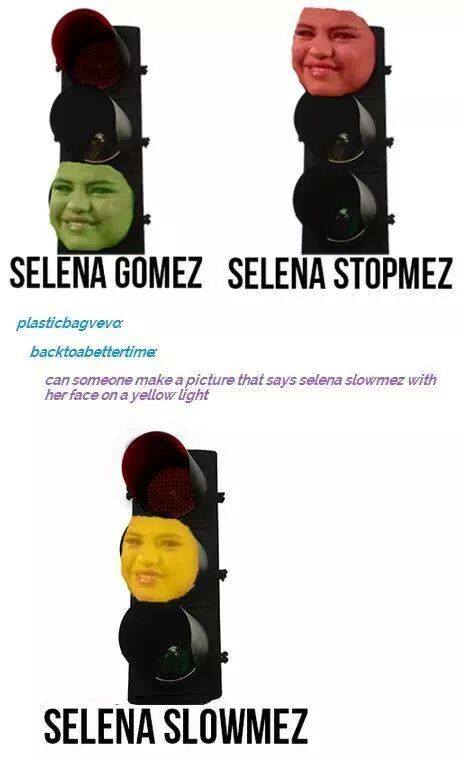 SELENA GOMEZ SELENA STOPMEZ
plasticbagvevo:
backtoabettertime:
can someone make a picture that says selena slowmez with
her face on a yellow light
SELENA SLOWMEZ